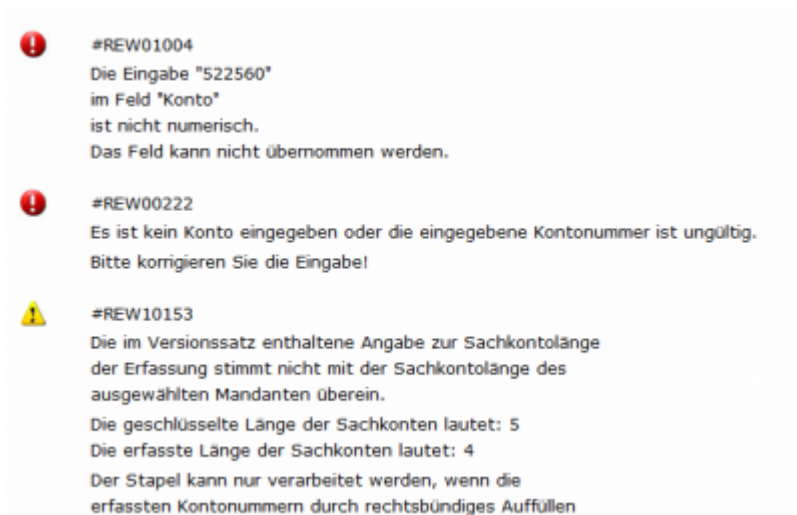 #REW01004
Die Eingabe "522560"
im Feld "Konto"
ist nicht numerisch.
Das Feld kann nicht übernommen werden.
#REW00222
Es ist kein Konto eingegeben oder die eingegebene Kontonummer ist ungültig.
Bitte korrigieren Sie die Eingabe!
#REW10153
Die im Versionssatz enthaltene Angabe zur Sachkontolänge
der Erfassung stimmt nicht mit der Sachkontolänge des
ausgewählten Mandanten überein.
Die geschlüsselte Länge der Sachkonten lautet: 5
Die erfasste Länge der Sachkonten lautet: 4
Der Stapel kann nur verarbeitet werden, wenn die
erfassten Kontonummern durch rechtsbündiges Auffüllen